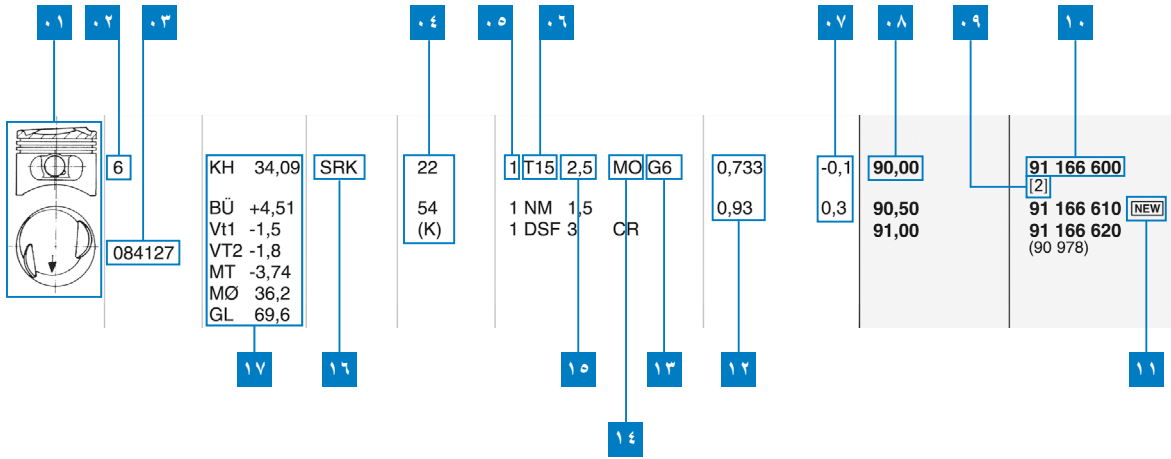 ٠١ ٠٢ ٠٣ ٠٤ ٠٥ ٠٦ ٠٧ ٠٨ ٠٩ ١٠
6 KH 34,09 SRK 22 1 T15 2,5 MO G6 0,733 -0,1 90,00 91 166 600
[2]
BÜ +4,51 54 1 NM 1,5 0,93 0,3 90,50 91 166 610 NEW
Vt1 -1,5 (K) 1 DSF 3 CR 91,00 91 166 620
084127 VT2 -1,8 (90 978)
MT -3,74
MØ 36,2
GL 69,6
١٧ ١٦ ١٥ ١٣ ١٢ ١١
١٤